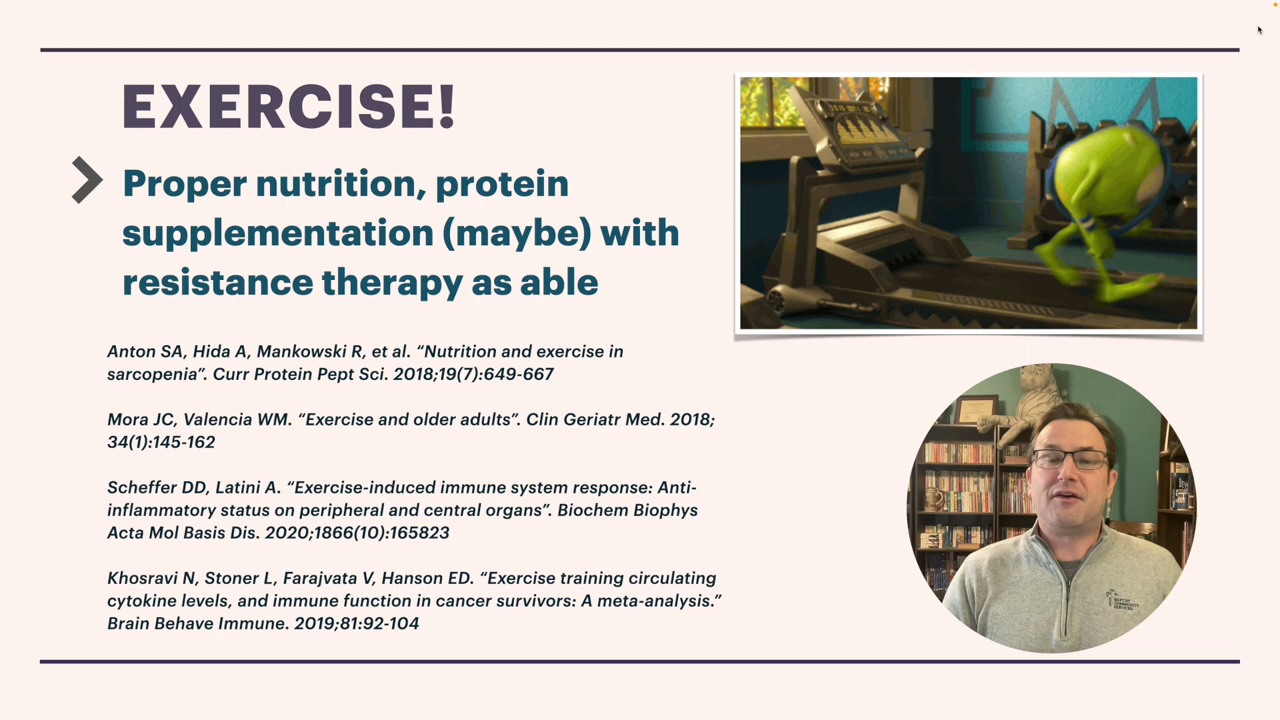 EXERCISE!
Proper nutrition, protein
supplementation (maybe) with
resistance therapy as able
Anton SA, Hida A, Mankowski R, et al. “Nutrition and exercise in
sarcopenia”. Curr Protein Pept Sci. 2018;19(7):649-667
Mora JC, Valencia WM. “Exercise and older adults”. Clin Geriatr Med. 2018;
34(1):145-162
Scheffer DD, Latini A. “Exercise-induced immune system response: Anti-
inflammatory status on peripheral and central organs”. Biochem Biophys
Acta Mol Basis Dis. 2020;1866(10):165823
Khosravi N, Stoner L, Farajvata V, Hanson ED. “Exercise training circulating
cytokine levels, and immune function in cancer survivors: A meta-analysis.”
Brain Behave Immune. 2019;81:92-104
BAPTIST
COMMUNITY
SERVICES